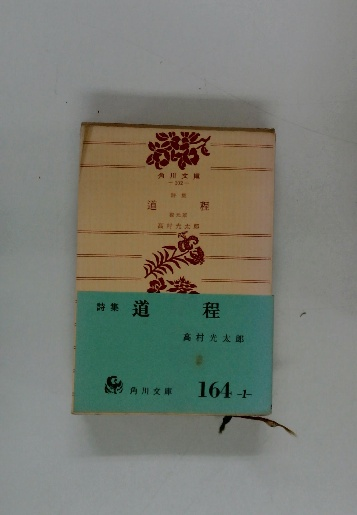 角川文庫
詩集
道程
高村光太郎
詩集 道程
高村光太郎
角川文庫 164 -1-